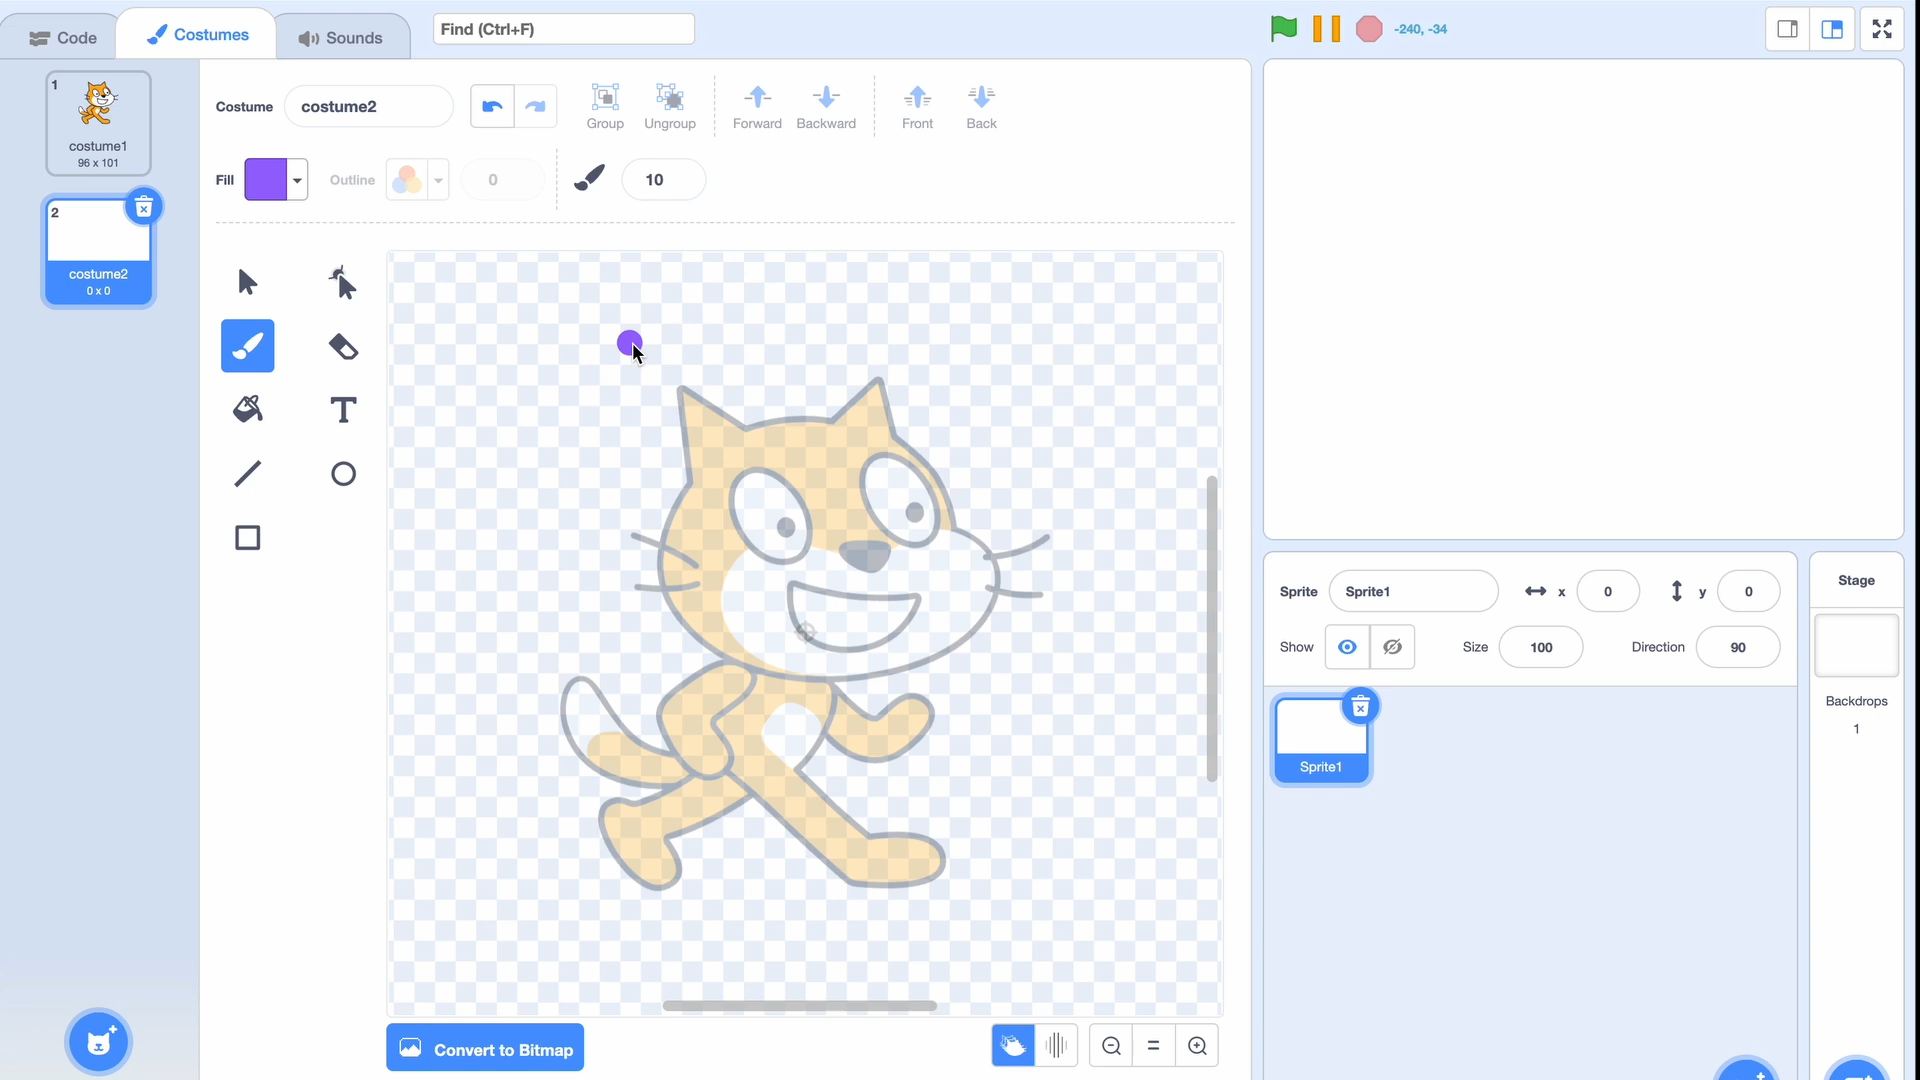 Code
Costumes
Sounds
Find (Ctrl+F)
-240, -34
1
costume1
96 x 101
2
costume2
0 x 0
Costume
costume2
Group
Ungroup
Forward
Backward
Front
Back
Fill
Outline
0
10
T
Convert to Bitmap
Sprite
Sprite1
x
0
y
0
Show
Size
100
Direction
90
Sprite1
Stage
Backdrops
1